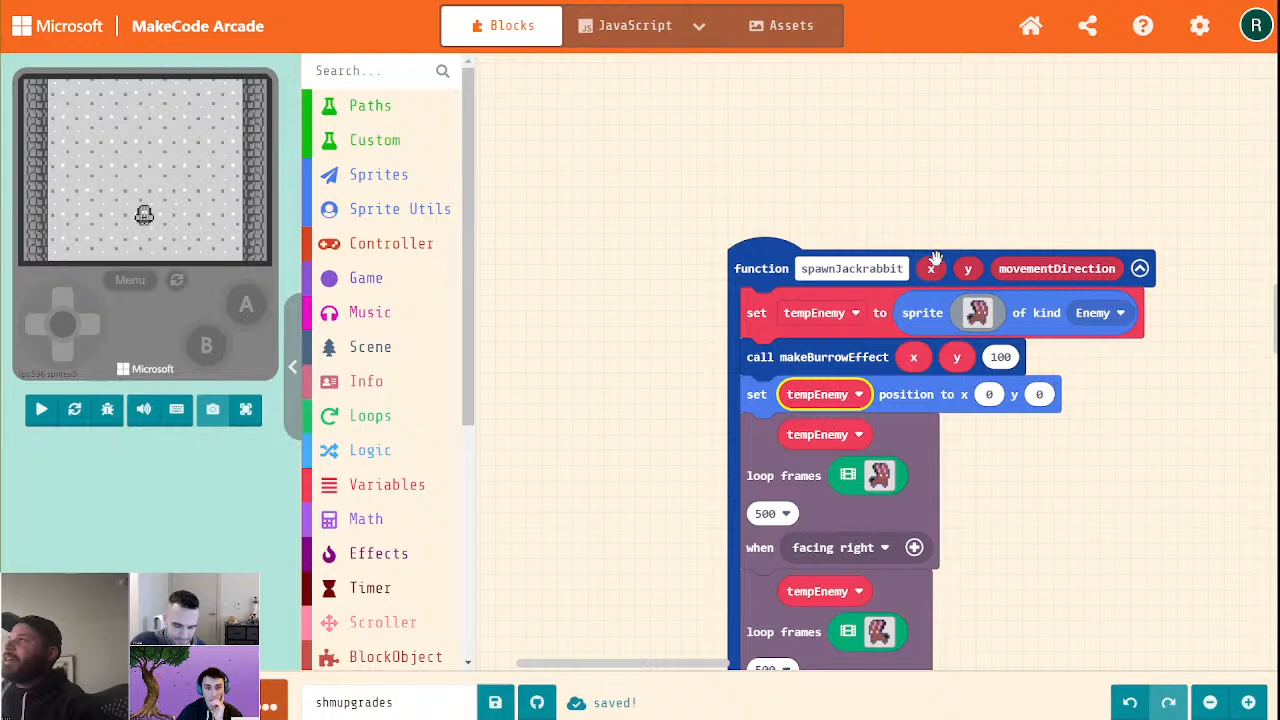 Microsoft | MakeCode Arcade
Blocks
JavaScript
Assets
R
Search...
Paths
Custom
Sprites
Sprite Utils
Controller
Game
Music
Scene
Info
Loops
Logic
Variables
Math
Effects
Timer
Scroller
BlockObject
Menu
A
B
Microsoft
function spawnJackrabbit x y movementDirection
set tempEnemy to sprite of kind Enemy
call makeBurrowEffect x y 100
set tempEnemy position to x 0 y 0
tempEnemy
loop frames
500
when facing right
tempEnemy
loop frames
500
shmupgrades
saved!